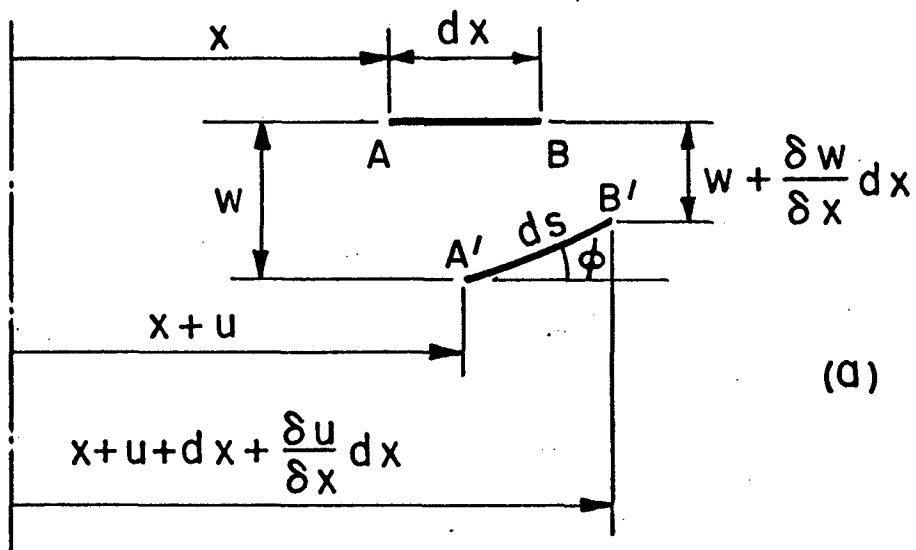 x
dx
A
B
w
w + δw/δx dx
B′
ds
A′
ϕ
x+u
(a)
x+u+dx+ δu/δx dx